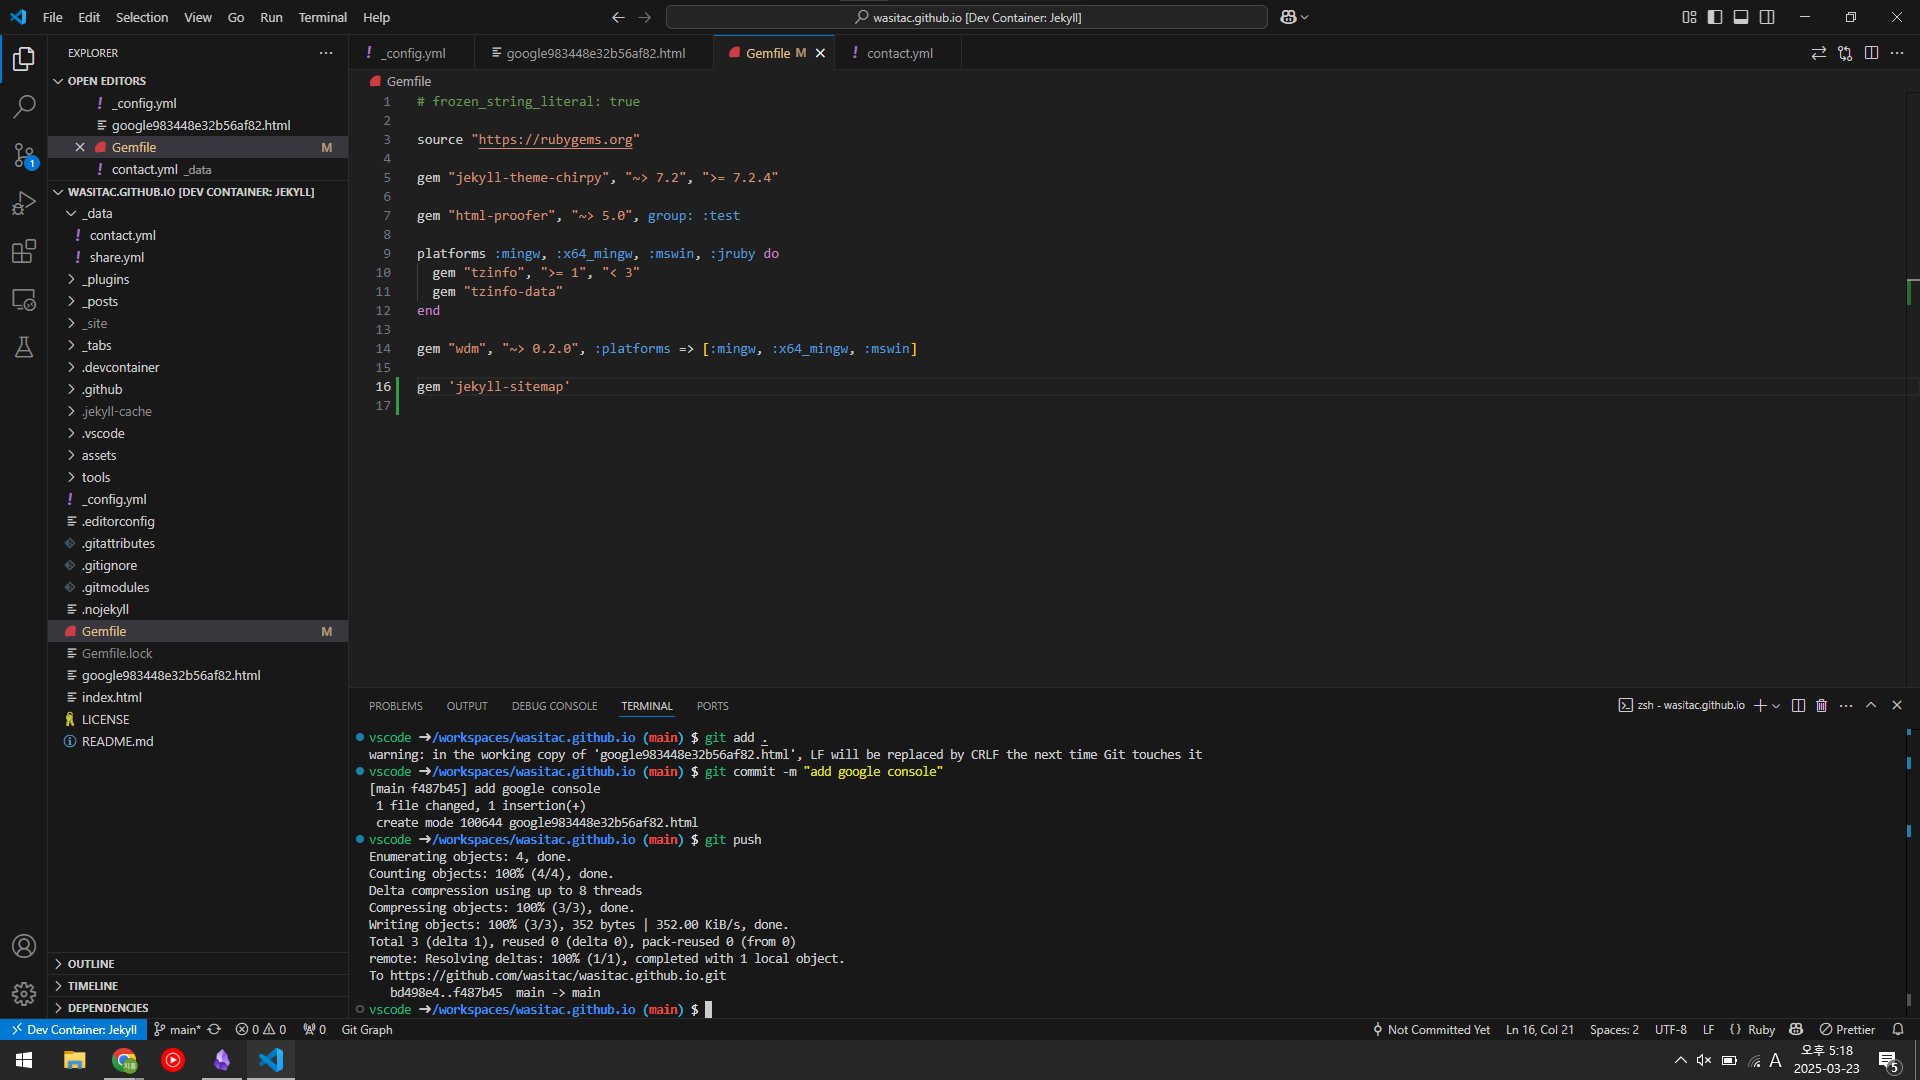 File Edit Selection View Go Run Terminal Help
wasitac.github.io [Dev Container: Jekyll]
EXPLORER
OPEN EDITORS
_config.yml
google983448e32b56af82.html
Gemfile M
contact.yml _data
WASITAC.GITHUB.IO [DEV CONTAINER: JEKYLL]
_data
contact.yml
share.yml
_plugins
_posts
_site
_tabs
.devcontainer
.github
.jekyll-cache
.vscode
assets
tools
_config.yml
.editorconfig
.gitattributes
.gitignore
.gitmodules
.nojekyll
Gemfile M
Gemfile.lock
google983448e32b56af82.html
index.html
LICENSE
README.md
OUTLINE
TIMELINE
DEPENDENCIES
1
_config.yml google983448e32b56af82.html Gemfile M contact.yml
Gemfile
1 # frozen_string_literal: true
2
3 source "https://rubygems.org"
4
5 gem "jekyll-theme-chirpy", "~> 7.2", ">= 7.2.4"
6
7 gem "html-proofer", "~> 5.0", group: :test
8
9 platforms :mingw, :x64_mingw, :mswin, :jruby do
10 gem "tzinfo", ">= 1", "< 3"
11 gem "tzinfo-data"
12 end
13
14 gem "wdm", "~> 0.2.0", :platforms => [:mingw, :x64_mingw, :mswin]
15
16 gem 'jekyll-sitemap'
17
PROBLEMS OUTPUT DEBUG CONSOLE TERMINAL PORTS
zsh - wasitac.github.io
vscode ➜/workspaces/wasitac.github.io (main) $ git add .
warning: in the working copy of 'google983448e32b56af82.html', LF will be replaced by CRLF the next time Git touches it
vscode ➜/workspaces/wasitac.github.io (main) $ git commit -m "add google console"
[main f487b45] add google console
1 file changed, 1 insertion(+)
create mode 100644 google983448e32b56af82.html
vscode ➜/workspaces/wasitac.github.io (main) $ git push
Enumerating objects: 4, done.
Counting objects: 100% (4/4), done.
Delta compression using up to 8 threads
Compressing objects: 100% (3/3), done.
Writing objects: 100% (3/3), 352 bytes | 352.00 KiB/s, done.
Total 3 (delta 1), reused 0 (delta 0), pack-reused 0 (from 0)
remote: Resolving deltas: 100% (1/1), completed with 1 local object.
To https://github.com/wasitac/wasitac.github.io.git
bd498e4..f487b45 main -> main
vscode ➜/workspaces/wasitac.github.io (main) $
Dev Container: Jekyll main* 0 0 0 Git Graph
Not Committed Yet Ln 16, Col 21 Spaces: 2 UTF-8 LF {} Ruby Prettier
A 오후 5:18
2025-03-23
5